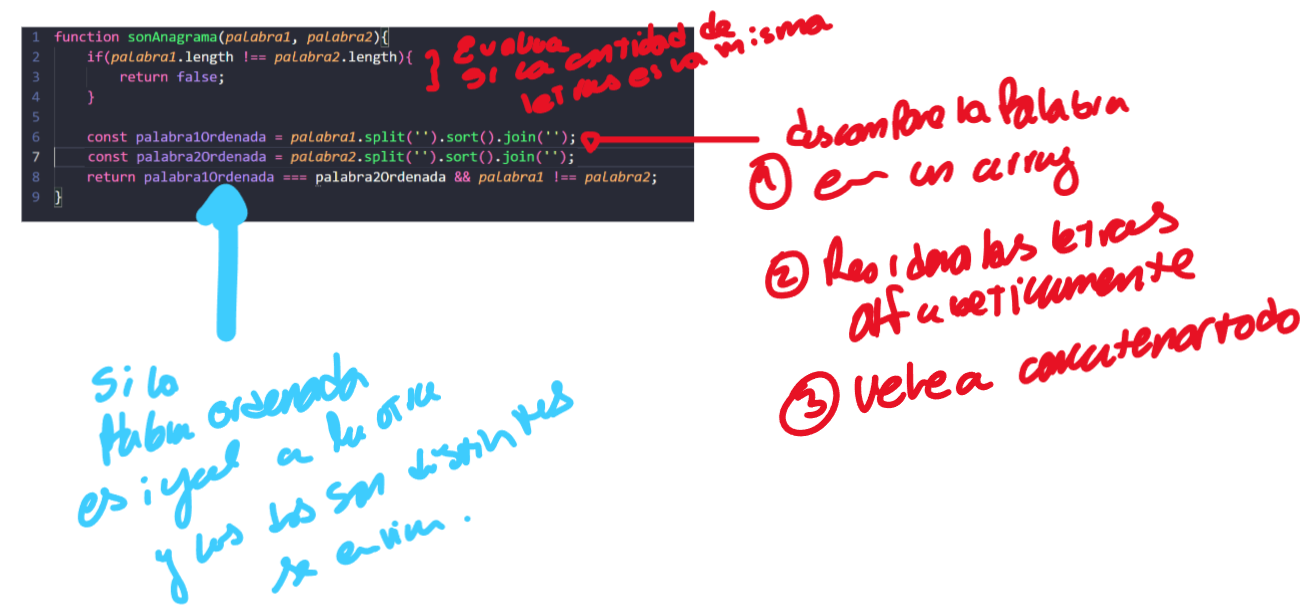 1 function sonAnagrama(palabra1, palabra2){
2 if(palabra1.length !== palabra2.length){
3 return false;
4 }
5
6 const palabra1Ordenada = palabra1.split('').sort().join('');
7 const palabra2Ordenada = palabra2.split('').sort().join('');
8 return palabra1Ordenada === palabra2Ordenada && palabra1 !== palabra2;
9 }
} Evalua
si la cantidad de
letras es la misma
descompone la Palabra
① en un array
② las letras
alfabeticamente
③ concatenar todo
Si la
Palabra ordenada
es igual a la otra
y las dos son distintas
se envian.